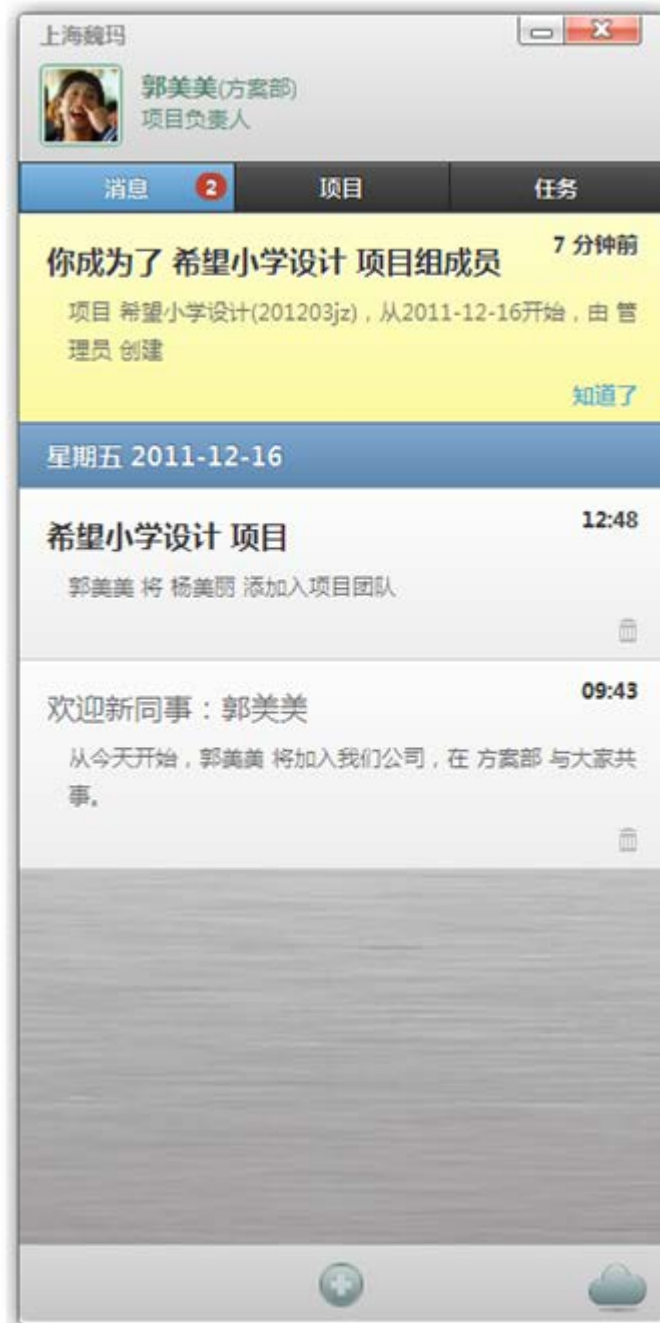 上海魏玛
郭美美(方案部)
项目负责人
消息 2 项目 任务
你成为了 希望小学设计 项目组成员 7 分钟前
项目 希望小学设计(201203jz)，从2011-12-16开始，由 管
理员 创建
知道了
星期五 2011-12-16
希望小学设计 项目 12:48
郭美美 将 杨美丽 添加入项目团队
欢迎新同事：郭美美 09:43
从今天开始，郭美美 将加入我们公司，在 方案部 与大家共
事。